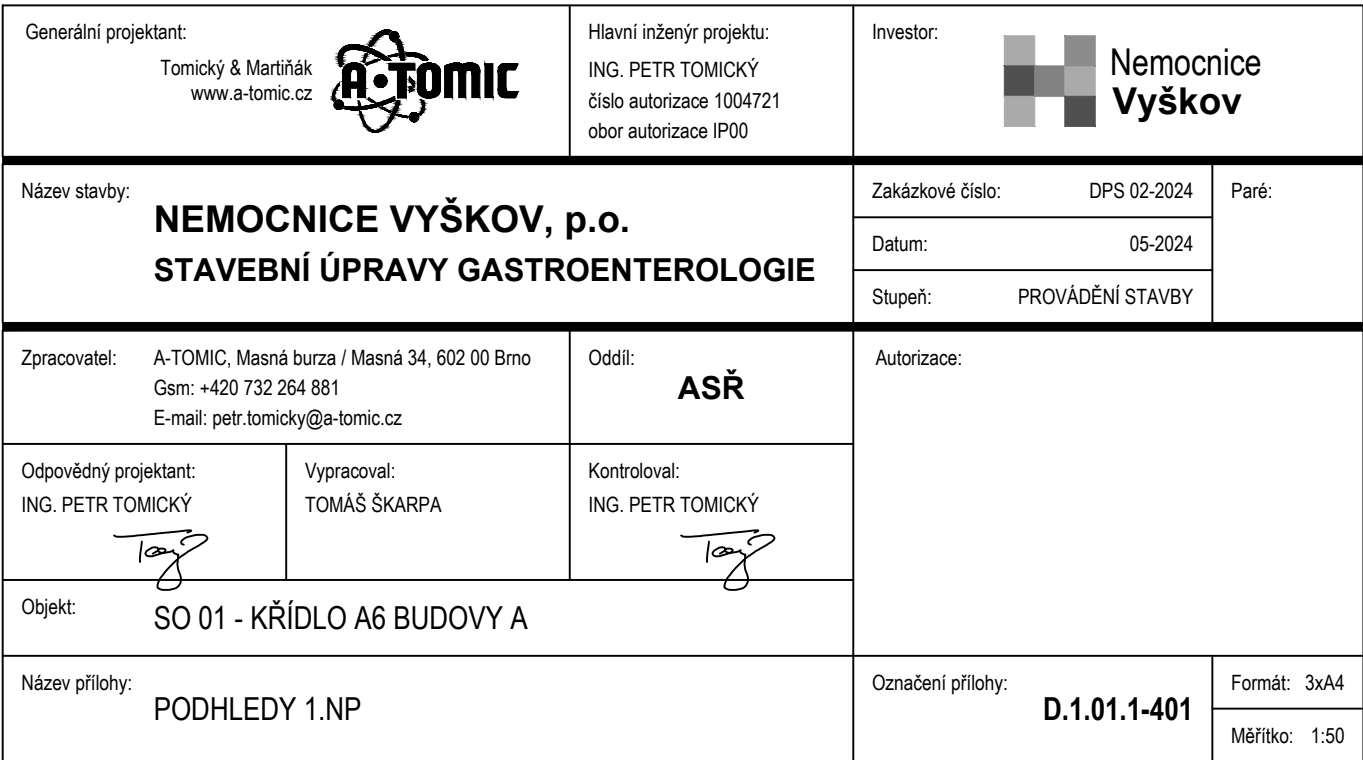 Generální projektant:
Tomický & Martiňák
www.a-tomic.cz
A-TOMIC
Hlavní inženýr projektu:
ING. PETR TOMICKÝ
číslo autorizace 1004721
obor autorizace IP00
Investor:
Nemocnice
Vyškov
Název stavby:
NEMOCNICE VYŠKOV, p.o.
STAVEBNÍ ÚPRAVY GASTROENTEROLOGIE
Zakázkové číslo: DPS 02-2024
Datum: 05-2024
Stupeň: PROVÁDĚNÍ STAVBY
Paré:
Zpracovatel: A-TOMIC, Masná burza / Masná 34, 602 00 Brno
Gsm: +420 732 264 881
E-mail: petr.tomicky@a-tomic.cz
Oddíl:
ASŘ
Autorizace:
Odpovědný projektant:
ING. PETR TOMICKÝ
Vypracoval:
TOMÁŠ ŠKARPA
Kontroloval:
ING. PETR TOMICKÝ
Objekt: SO 01 - KŘÍDLO A6 BUDOVY A
Název přílohy: PODHLEDY 1.NP
Označení přílohy:
D.1.01.1-401
Formát: 3xA4
Měřítko: 1:50